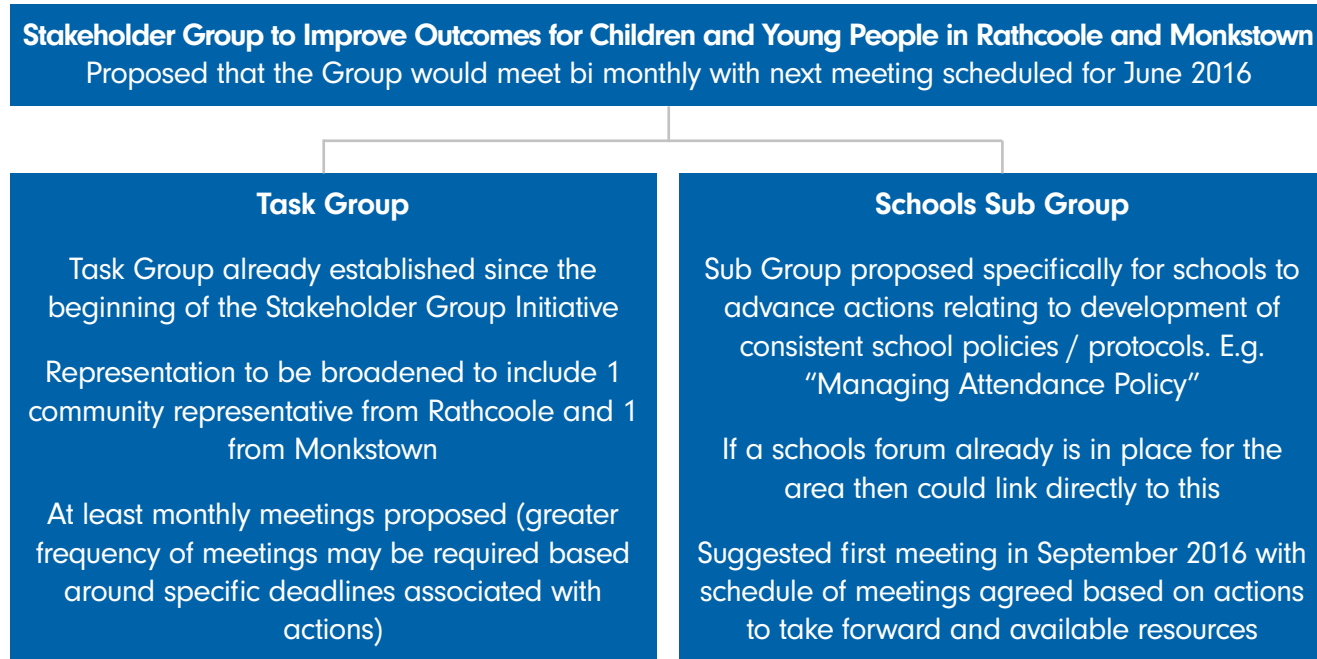 Stakeholder Group to Improve Outcomes for Children and Young People in Rathcoole and Monkstown
Proposed that the Group would meet bi monthly with next meeting scheduled for June 2016
Task Group
Task Group already established since the
beginning of the Stakeholder Group Initiative
Representation to be broadened to include 1
community representative from Rathcoole and 1
from Monkstown
At least monthly meetings proposed (greater
frequency of meetings may be required based
around specific deadlines associated with
actions)
Schools Sub Group
Sub Group proposed specifically for schools to
advance actions relating to development of
consistent school policies / protocols. E.g.
“Managing Attendance Policy”
If a schools forum already is in place for the
area then could link directly to this
Suggested first meeting in September 2016 with
schedule of meetings agreed based on actions
to take forward and available resources